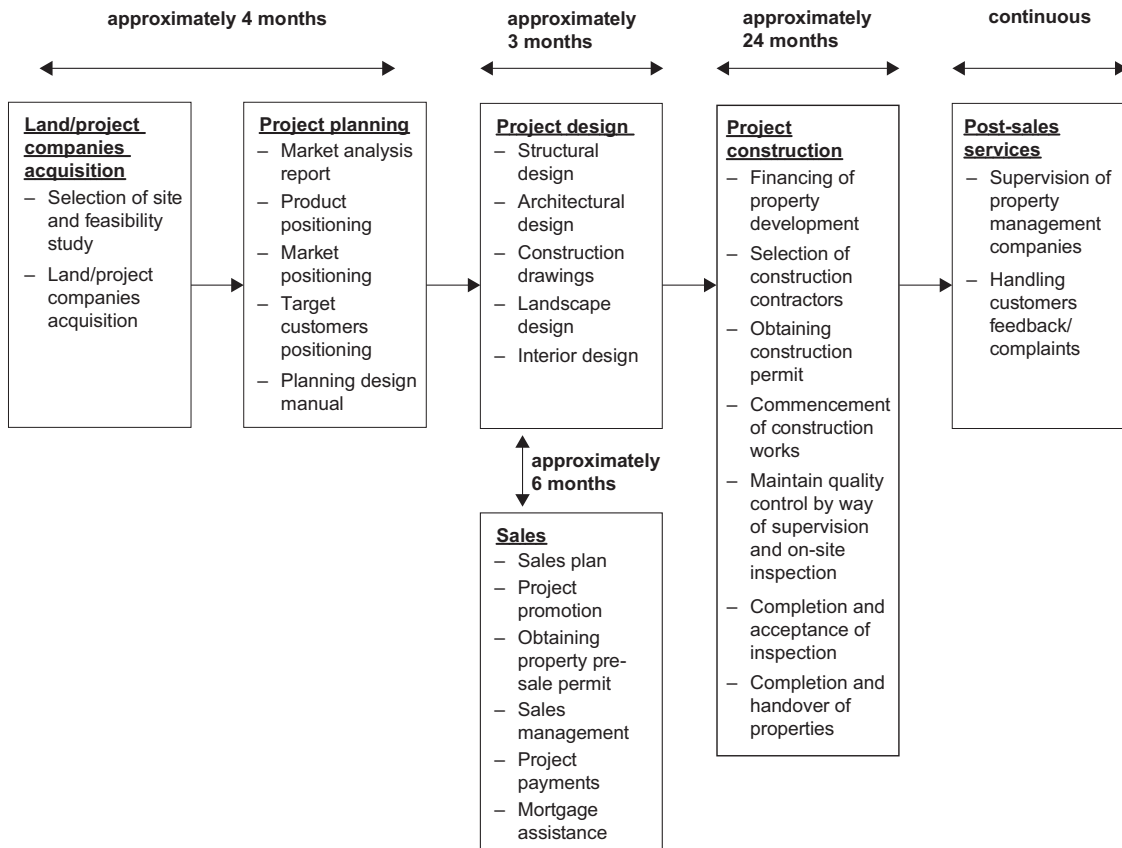 approximately 4 months
approximately
3 months
approximately
24 months
continuous
Land/project
companies
acquisition
– Selection of site
and feasibility
study
– Land/project
companies
acquisition
Project planning
– Market analysis
report
– Product
positioning
– Market
positioning
– Target
customers
positioning
– Planning design
manual
Project design
– Structural
design
– Architectural
design
– Construction
drawings
– Landscape
design
– Interior design
approximately
6 months
Sales
– Sales plan
– Project
promotion
– Obtaining
property pre-
sale permit
– Sales
management
– Project
payments
– Mortgage
assistance
Project
construction
– Financing of
property
development
– Selection of
construction
contractors
– Obtaining
construction
permit
– Commencement
of construction
works
– Maintain quality
control by way
of supervision
and on-site
inspection
– Completion and
acceptance of
inspection
– Completion and
handover of
properties
Post-sales
services
– Supervision of
property
management
companies
– Handling
customers
feedback/
complaints